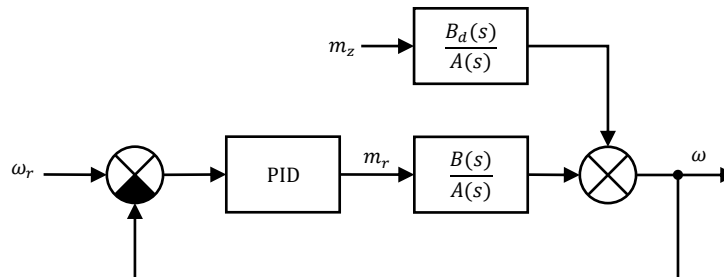 m_z
B_d(s)
A(s)
ω_r
PID
m_r
B(s)
A(s)
ω